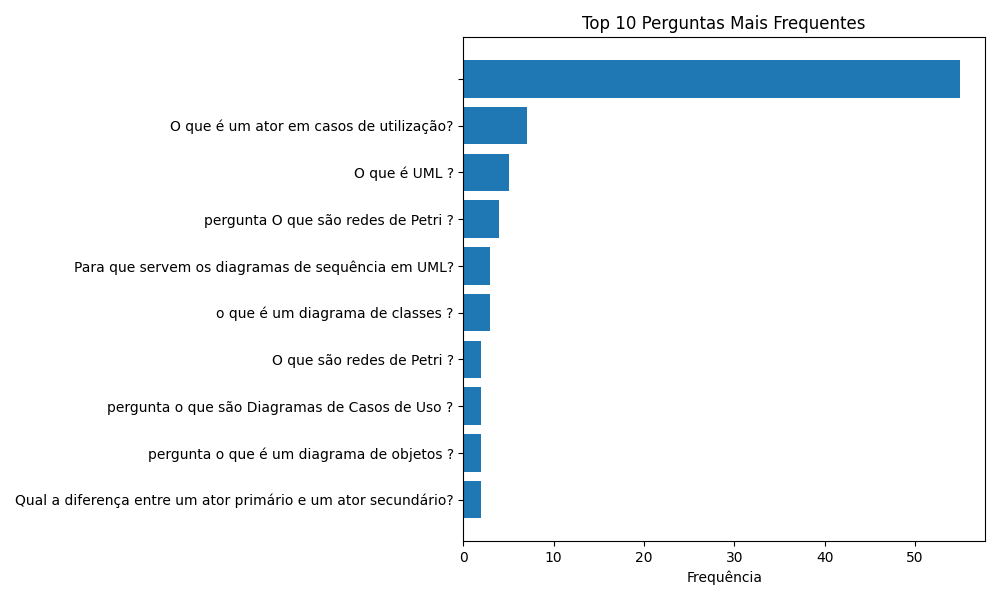 Top 10 Perguntas Mais Frequentes
O que é um ator em casos de utilização?
O que é UML ?
pergunta O que são redes de Petri ?
Para que servem os diagramas de sequência em UML?
o que é um diagrama de classes ?
O que são redes de Petri ?
pergunta o que são Diagramas de Casos de Uso ?
pergunta o que é um diagrama de objetos ?
Qual a diferença entre um ator primário e um ator secundário?
0 10 20 30 40 50
Frequência